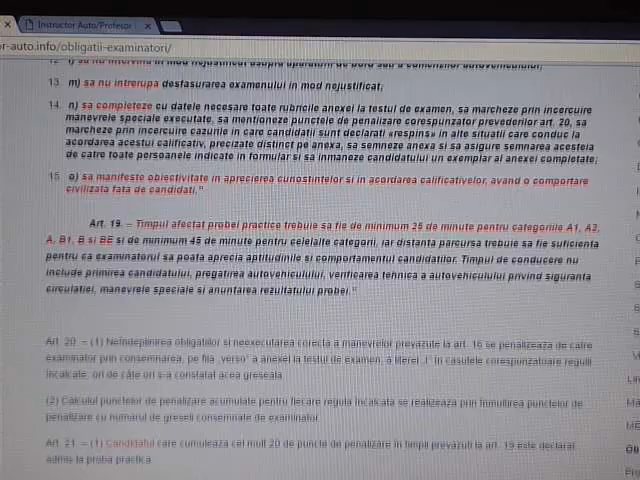 Instructor Auto/Profesor
or-auto.info/obligatii-examinatori/
13. m) sa nu intrerupa desfasurarea examenului in mod nejustificat;
14. n) sa completeze cu datele necesare toate rubricile anexei la testul de examen, sa marcheze prin incercuire
manevrele speciale executate, sa mentioneze punctele de penalizare corespunzator prevederilor art. 20, sa
marcheze prin incercuire cazurile in care candidatii sunt declarati «respins» in alte situatii care conduc la
acordarea acestui calificativ, precizate distinct pe anexa, sa semneze anexa si sa asigure semnarea acesteia
de catre toate persoanele indicate in formular si sa inmaneze candidatului un exemplar al anexei completate;
15. o) sa manifeste obiectivitate in aprecierea cunostintelor si in acordarea calificativelor, avand o comportare
civilizata fata de candidati."
Art. 19. – Timpul afectat probei practice trebuie sa fie de minimum 25 de minute pentru categoriile A1, A2,
A, B1, B si BE si de minimum 45 de minute pentru celelalte categorii, iar distanta parcursa trebuie sa fie suficienta
pentru ca examinatorul sa poata aprecia aptitudinile si comportamentul candidatilor. Timpul de conducere nu
include primirea candidatului, pregatirea autovehiculului, verificarea tehnica a autovehiculului privind siguranta
circulatiei, manevrele speciale si anuntarea rezultatului probei."
Art. 20. – (1) Neîndeplinirea obligatiilor si neexecutarea corecta a manevrelor prevazute la art. 16 se penalizeaza de catre
examinator prin consemnarea, pe fila „verso" a anexei la testul de examen, a literei „I" în casutele corespunzatoare regulii
încalcate, ori de câte ori s-a constatat acea greseala.
(2) Calculul punctelor de penalizare acumulate pentru fiecare regula încalcata se realizeaza prin înmultirea punctelor de
penalizare cu numarul de greseli consemnate de examinator.
Art. 21. – (1) Candidatul care cumuleaza cel mult 20 de puncte de penalizare în timpii prevazuti la art. 19 este declarat
admis la proba practica.